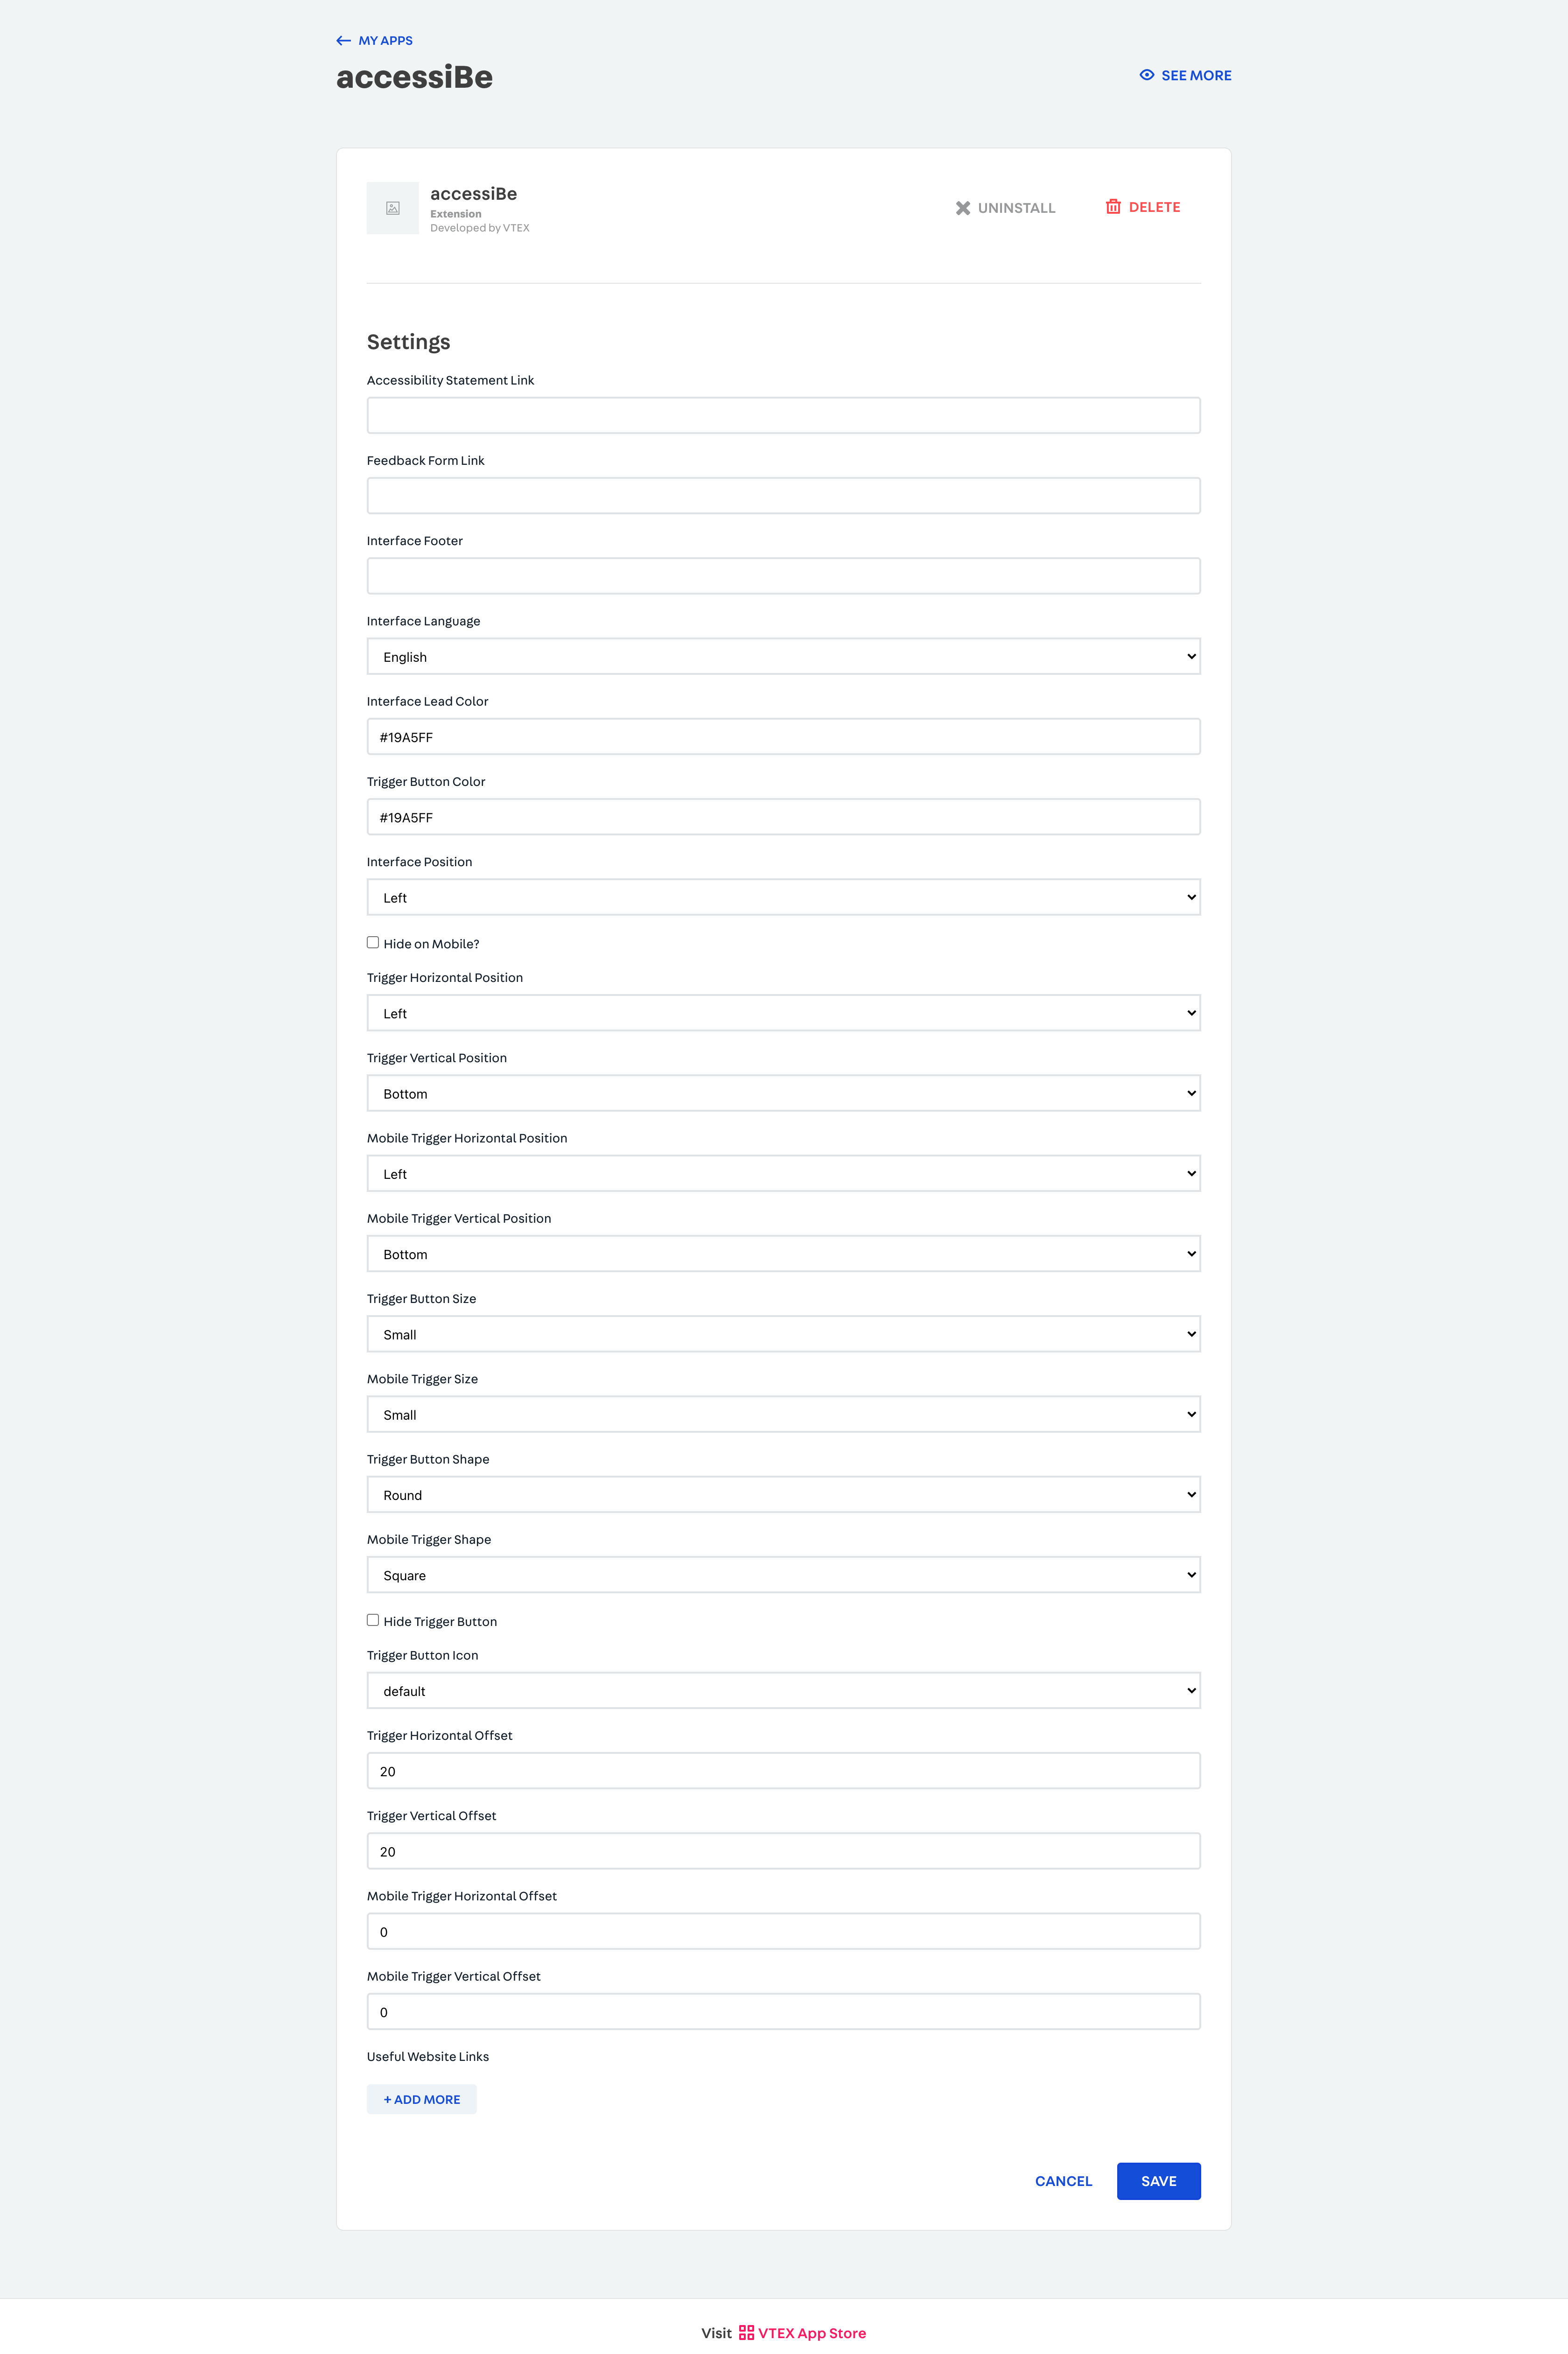 MY APPS
accessiBe
SEE MORE
accessiBe
Extension
Developed by VTEX
UNINSTALL
DELETE
Settings
Accessibility Statement Link
Feedback Form Link
Interface Footer
Interface Language
English
Interface Lead Color
#19A5FF
Trigger Button Color
#19A5FF
Interface Position
Left
Hide on Mobile?
Trigger Horizontal Position
Left
Trigger Vertical Position
Bottom
Mobile Trigger Horizontal Position
Left
Mobile Trigger Vertical Position
Bottom
Trigger Button Size
Small
Mobile Trigger Size
Small
Trigger Button Shape
Round
Mobile Trigger Shape
Square
Hide Trigger Button
Trigger Button Icon
default
Trigger Horizontal Offset
20
Trigger Vertical Offset
20
Mobile Trigger Horizontal Offset
0
Mobile Trigger Vertical Offset
0
Useful Website Links
+ ADD MORE
CANCEL
SAVE
Visit VTEX App Store